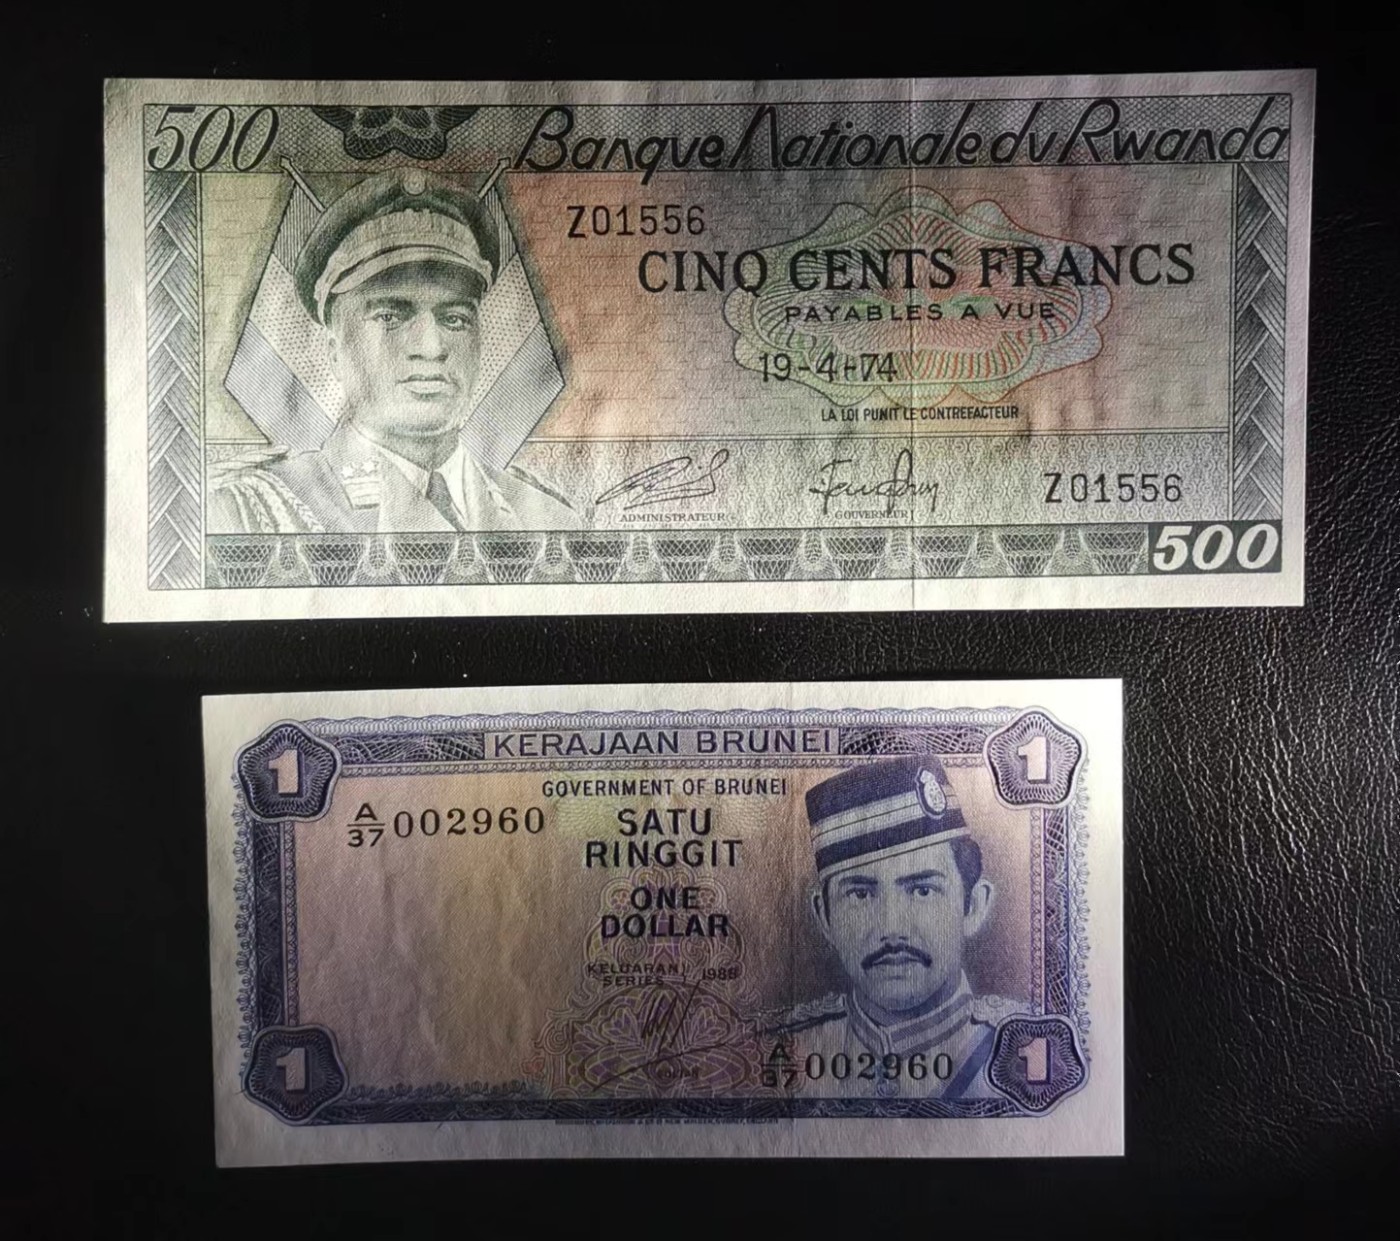 500 Banque Nationale du Rwanda
Z01556
CINQ CENTS FRANCS
PAYABLES A VUE
19-4-74
LA LOI PUNIT LE CONTREFACTEUR
ADMINISTRATEUR
GOUVERNEUR
Z01556
500
1 KERAJAAN BRUNEI 1
GOVERNMENT OF BRUNEI
A/37 002960
SATU
RINGGIT
ONE
DOLLAR
KELUARAN
SERIES 1988
A/37 002960
1 1